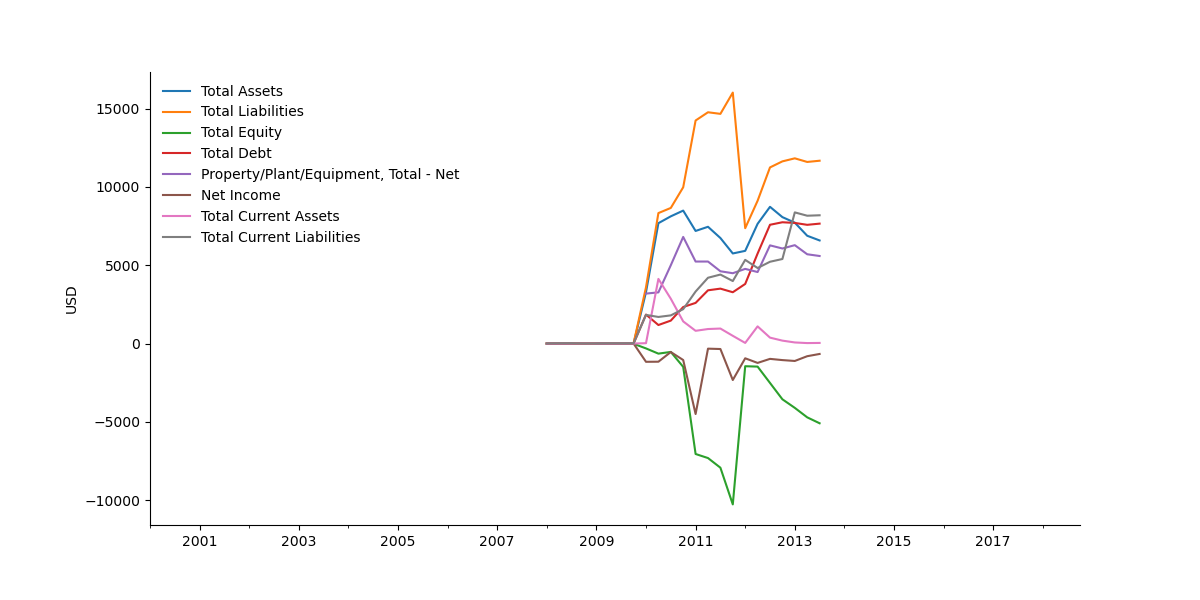 Total Assets
Total Liabilities
Total Equity
Total Debt
Property/Plant/Equipment, Total - Net
Net Income
Total Current Assets
Total Current Liabilities
USD
15000
10000
5000
0
−5000
−10000
2001 2003 2005 2007 2009 2011 2013 2015 2017